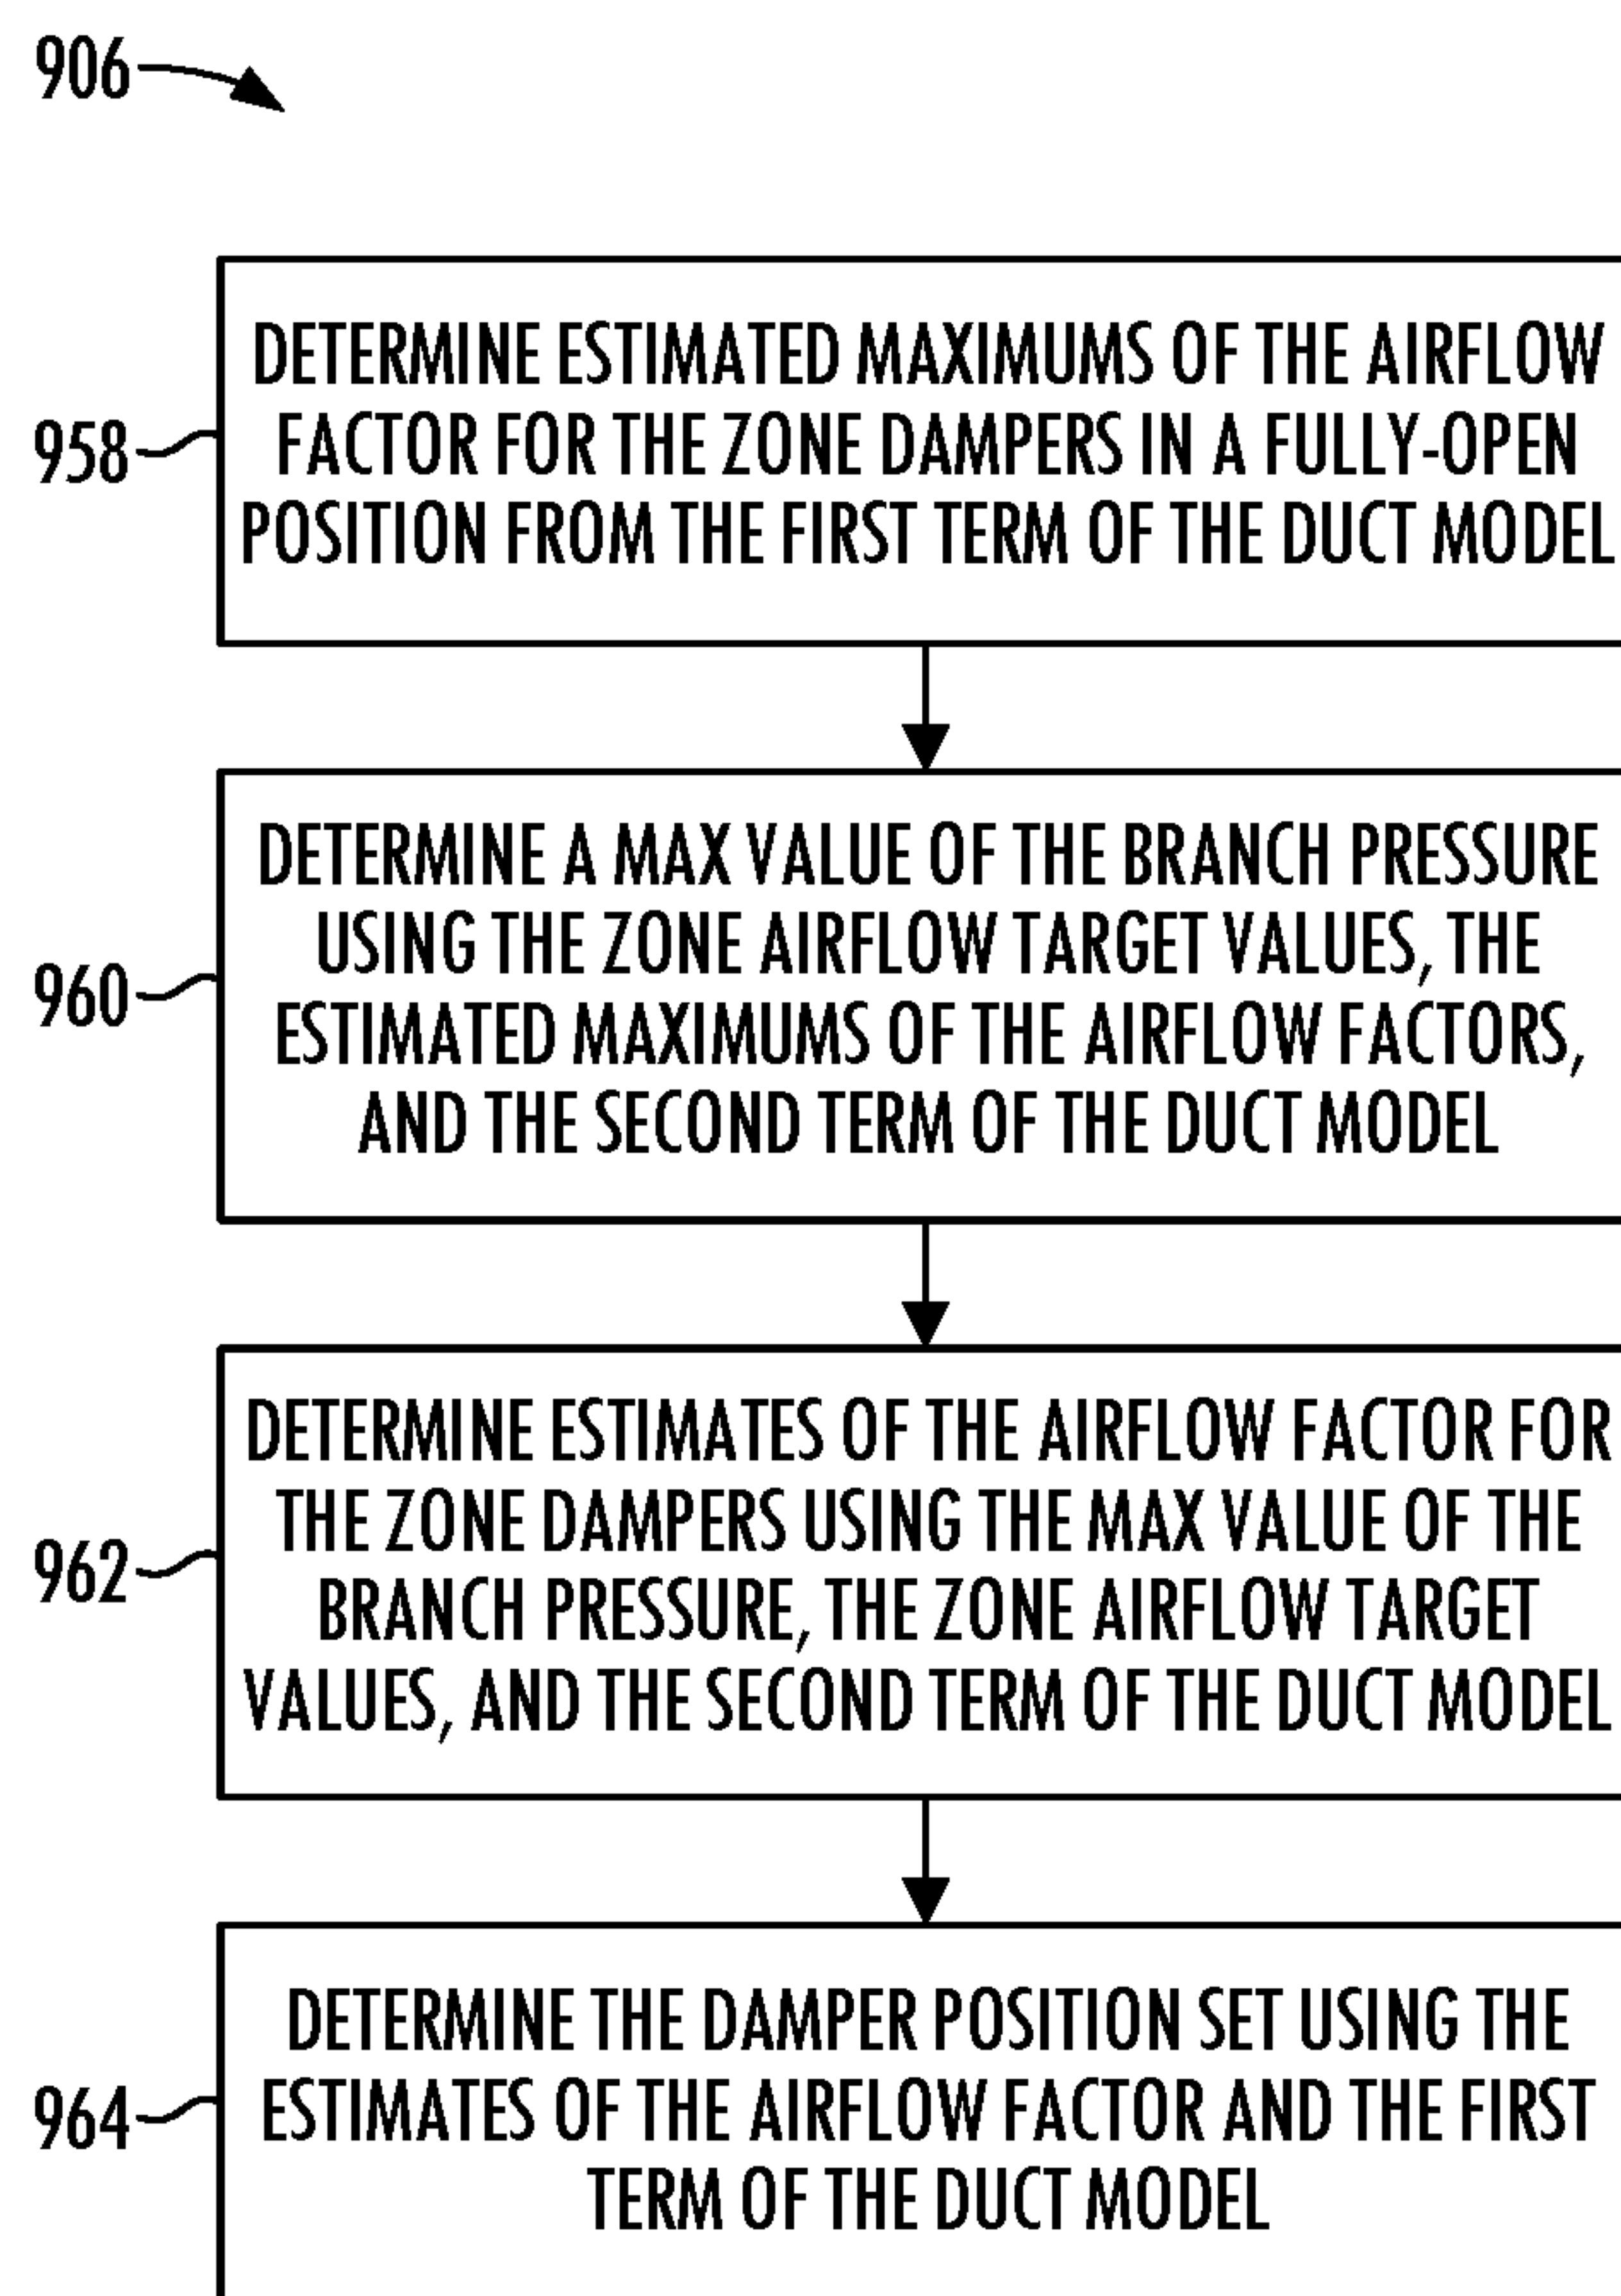 906
DETERMINE ESTIMATED MAXIMUMS OF THE AIRFLOW
FACTOR FOR THE ZONE DAMPERS IN A FULLY-OPEN
POSITION FROM THE FIRST TERM OF THE DUCT MODEL
958
DETERMINE A MAX VALUE OF THE BRANCH PRESSURE
USING THE ZONE AIRFLOW TARGET VALUES, THE
ESTIMATED MAXIMUMS OF THE AIRFLOW FACTORS,
AND THE SECOND TERM OF THE DUCT MODEL
960
DETERMINE ESTIMATES OF THE AIRFLOW FACTOR FOR
THE ZONE DAMPERS USING THE MAX VALUE OF THE
BRANCH PRESSURE, THE ZONE AIRFLOW TARGET
VALUES, AND THE SECOND TERM OF THE DUCT MODEL
962
DETERMINE THE DAMPER POSITION SET USING THE
ESTIMATES OF THE AIRFLOW FACTOR AND THE FIRST
TERM OF THE DUCT MODEL
964